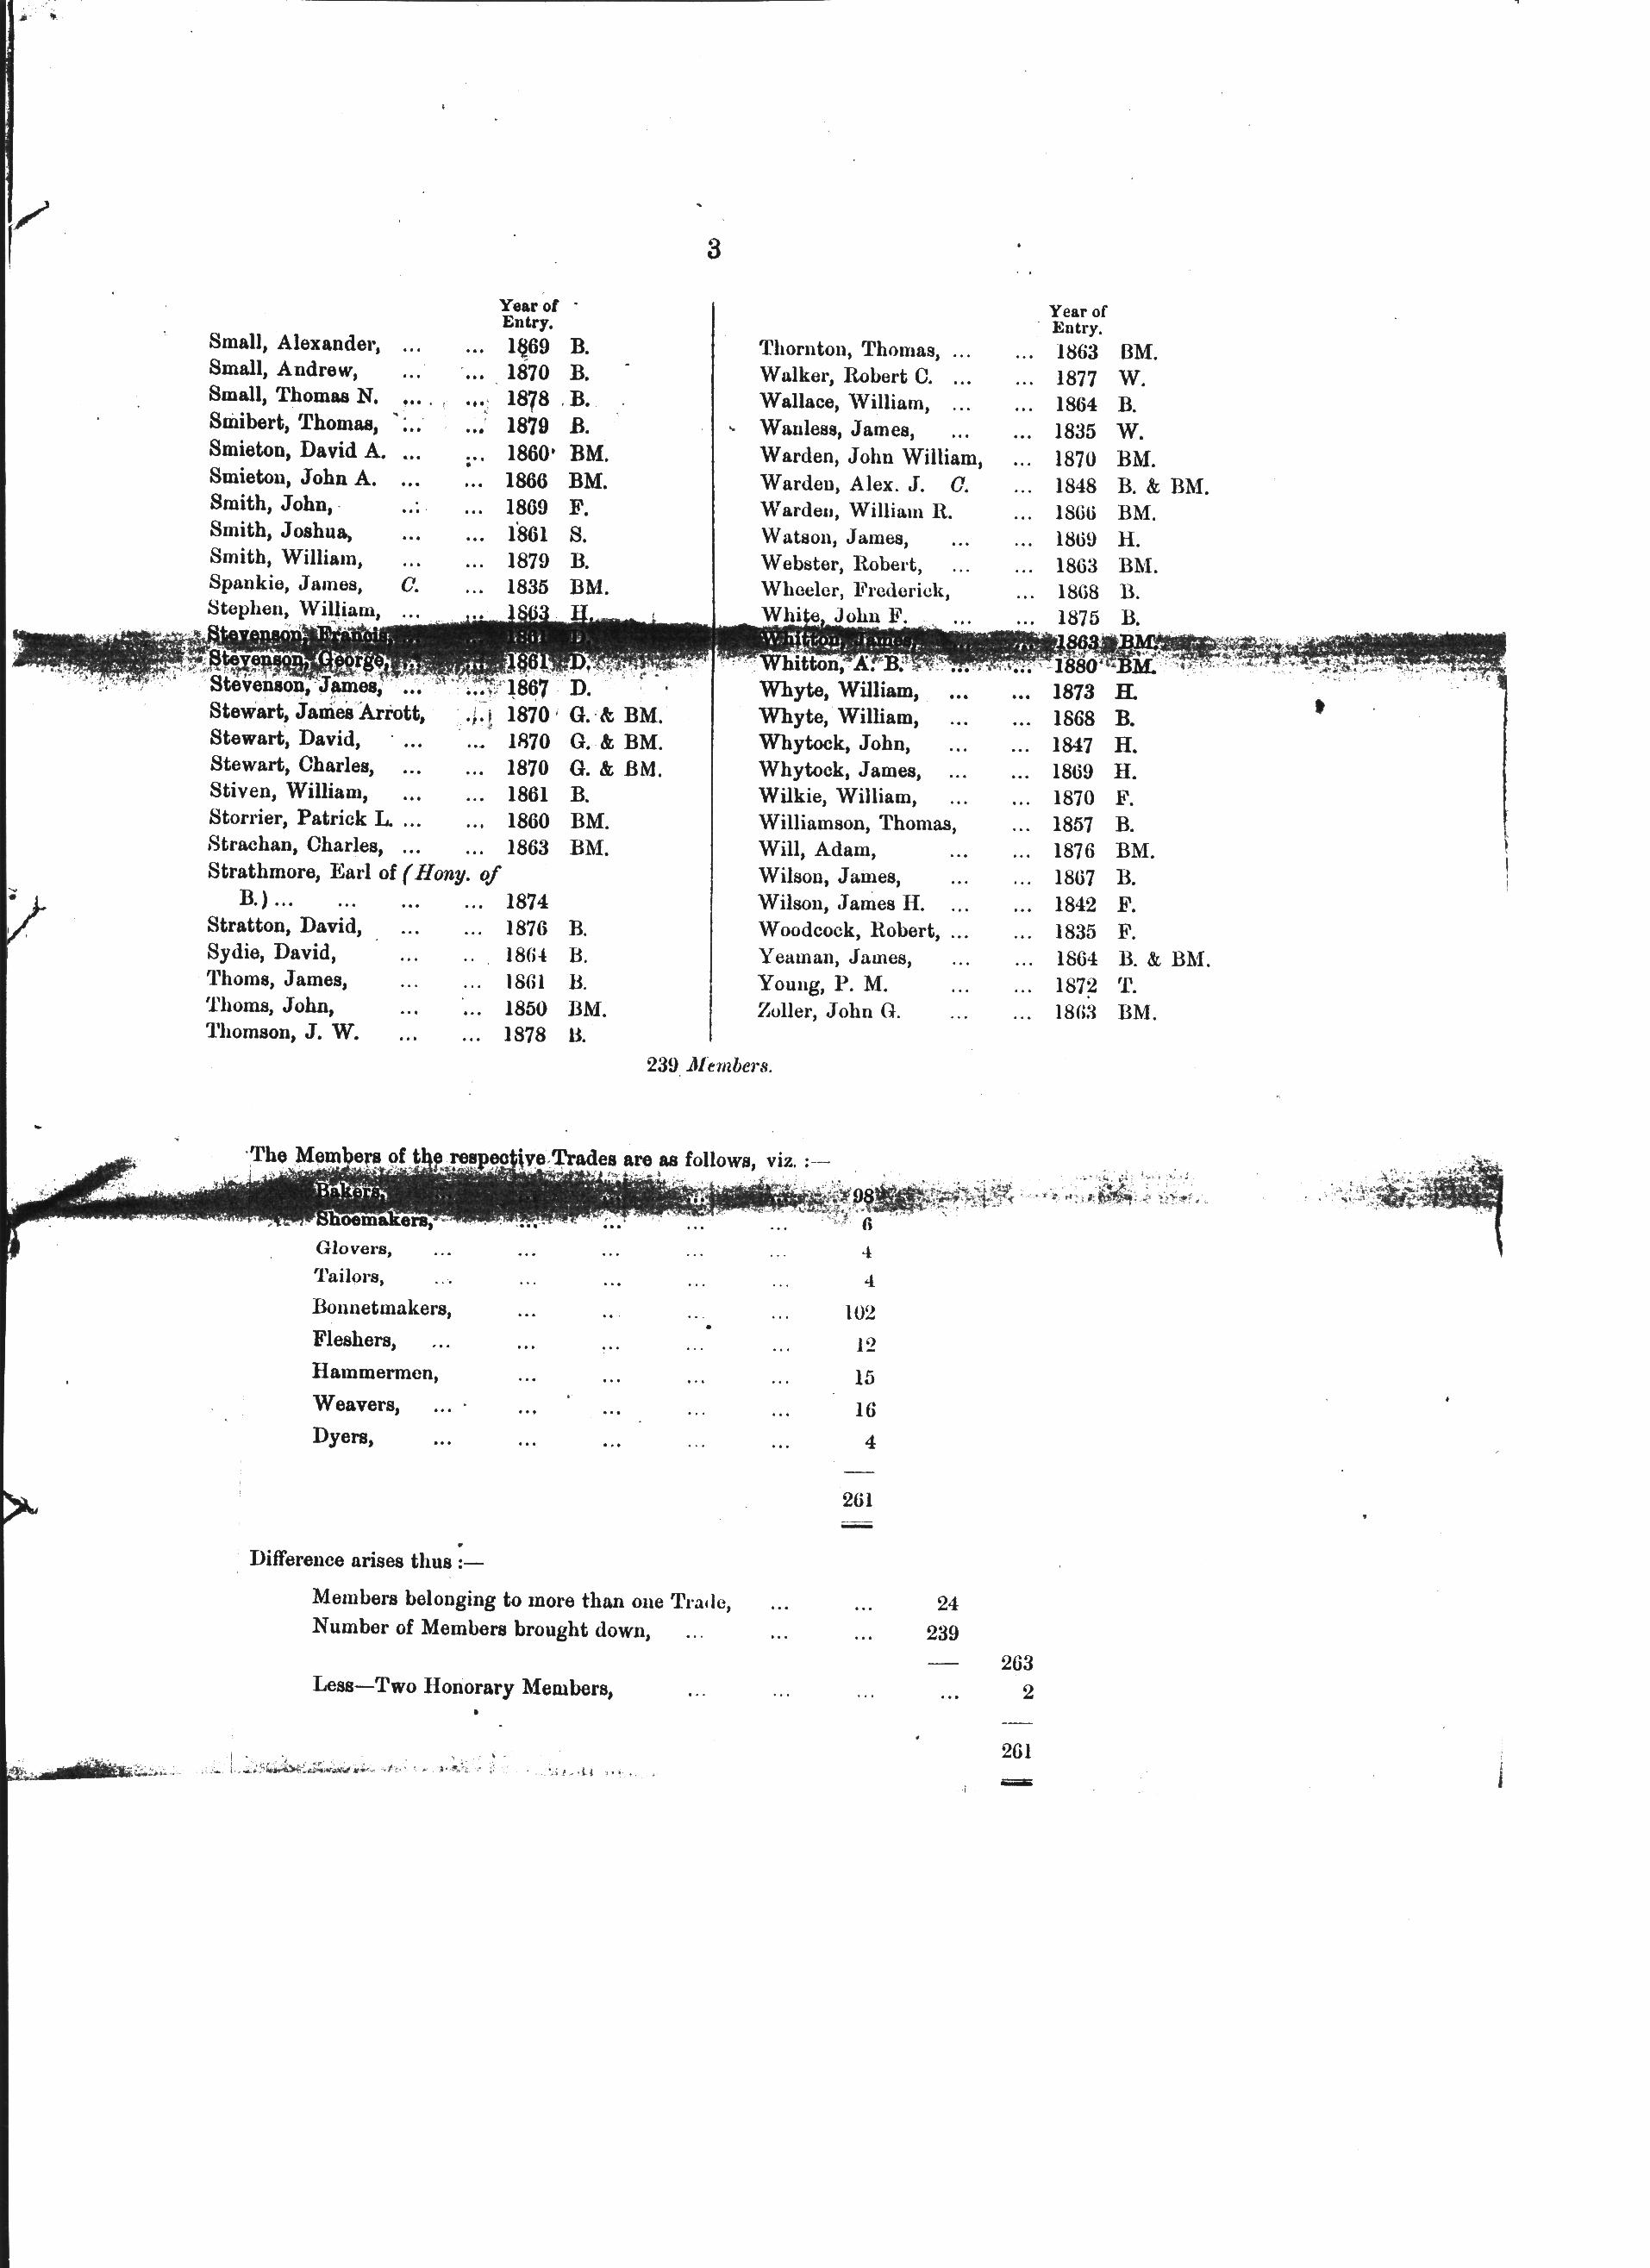 3
Year of
Entry.
Small, Alexander, ... ... 1869 B.
Small, Andrew, ... ... 1870 B.
Small, Thomas N. ... ... 1878 B.
Smibert, Thomas, ... ... 1879 B.
Smieton, David A. ... ... 1860 BM.
Smieton, John A. ... ... 1866 BM.
Smith, John, ... ... 1869 F.
Smith, Joshua, ... ... 1861 S.
Smith, William, ... ... 1879 B.
Spankie, James, C. ... 1835 BM.
Stephen, William, ... ... 1863 H.
Stevenson, Francis, ... ... 1861 D.
Stevenson, George, ... ... 1861 D.
Stevenson, James, ... ... 1867 D.
Stewart, James Arrott, ... 1870 G. & BM.
Stewart, David, ... ... 1870 G. & BM.
Stewart, Charles, ... ... 1870 G. & BM.
Stiven, William, ... ... 1861 B.
Storrier, Patrick L. ... ... 1860 BM.
Strachan, Charles, ... ... 1863 BM.
Strathmore, Earl of (Hony. of
B.) ... ... ... ... 1874
Stratton, David, ... ... 1876 B.
Sydie, David, ... .. 1864 B.
Thoms, James, ... ... 1861 B.
Thoms, John, ... ... 1850 BM.
Thomson, J. W. ... ... 1878 B.
Year of
Entry.
Thornton, Thomas, ... ... 1863 BM.
Walker, Robert C. ... ... 1877 W.
Wallace, William, ... ... 1864 B.
Wanless, James, ... ... 1835 W.
Warden, John William, ... 1870 BM.
Warden, Alex. J. C. ... 1848 B. & BM.
Warden, William R. ... 1866 BM.
Watson, James, ... ... 1869 H.
Webster, Robert, ... ... 1863 BM.
Wheeler, Frederick, ... 1868 B.
White, John F. ... ... 1875 B.
Whitton, James, ... ... 1863 BM.
Whitton, A. B. ... ... 1880 BM.
Whyte, William, ... ... 1873 H.
Whyte, William, ... ... 1868 B.
Whytock, John, ... ... 1847 H.
Whytock, James, ... ... 1869 H.
Wilkie, William, ... ... 1870 F.
Williamson, Thomas, ... 1857 B.
Will, Adam, ... ... 1876 BM.
Wilson, James, ... ... 1867 B.
Wilson, James H. ... ... 1842 F.
Woodcock, Robert, ... ... 1835 F.
Yeaman, James, ... ... 1864 B. & BM.
Young, P. M. ... ... 1872 T.
Zoller, John G. ... ... 1863 BM.
239 Members.
The Members of the respective Trades are as follows, viz. :—
Bakers, ... ... ... ... ... 98
Shoemakers, ... ... ... ... 6
Glovers, ... ... ... ... ... 4
Tailors, ... ... ... ... ... 4
Bonnetmakers, ... ... ... ... 102
Fleshers, ... ... ... ... ... 12
Hammermen, ... ... ... ... 15
Weavers, ... ... ... ... ... 16
Dyers, ... ... ... ... ... 4
261
Difference arises thus :—
Members belonging to more than one Trade, ... ... 24
Number of Members brought down, ... ... ... 239
263
Less—Two Honorary Members, ... ... ... ... 2
261